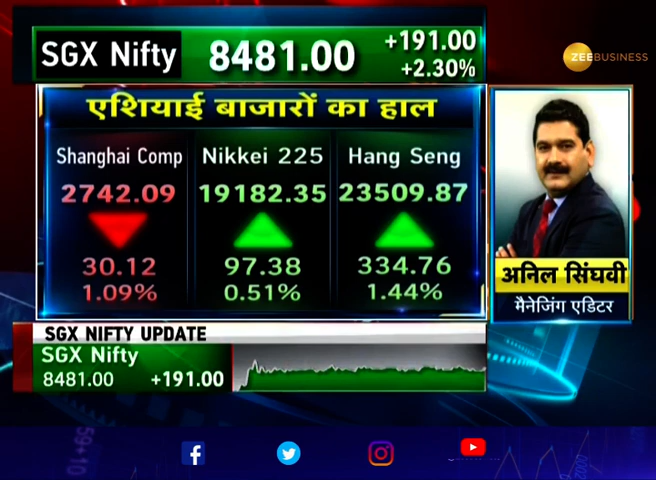 SGX Nifty 8481.00 +191.00
+2.30%
ZEEBUSINESS
एशियाई बाजारों का हाल
Shanghai Comp Nikkei 225 Hang Seng
2742.09 19182.35 23509.87
30.12 97.38 334.76
1.09% 0.51% 1.44%
अनिल सिंघवी
मैनेजिंग एडिटर
SGX NIFTY UPDATE
SGX Nifty
8481.00 +191.00